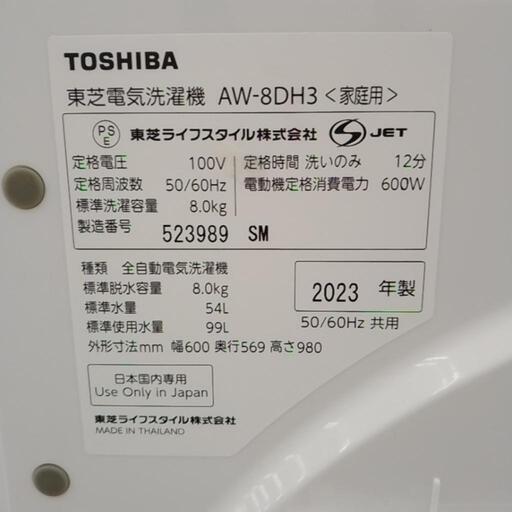 TOSHIBA
東芝電気洗濯機 AW-8DH3<家庭用>
PS
E
東芝ライフスタイル株式会社 S JET
定格電圧 100V 定格時間 洗いのみ 12分
定格周波数 50/60Hz 電動機定格消費電力 600W
標準洗濯容量 8.0kg
製造番号 523989 SM
種類 全自動電気洗濯機
標準脱水容量 8.0kg
標準水量 54L
標準使用水量 99L
2023 年製
50/60Hz 共用
外形寸法mm 幅600 奥行569 高さ980
日本国内専用
Use Only in Japan
東芝ライフスタイル株式会社
MADE IN THAILAND